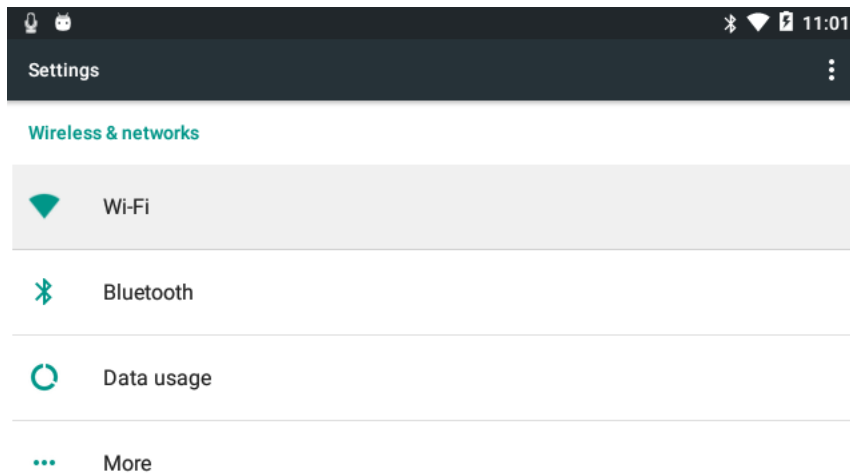 11:01
Settings
Wireless & networks
Wi-Fi
Bluetooth
Data usage
More